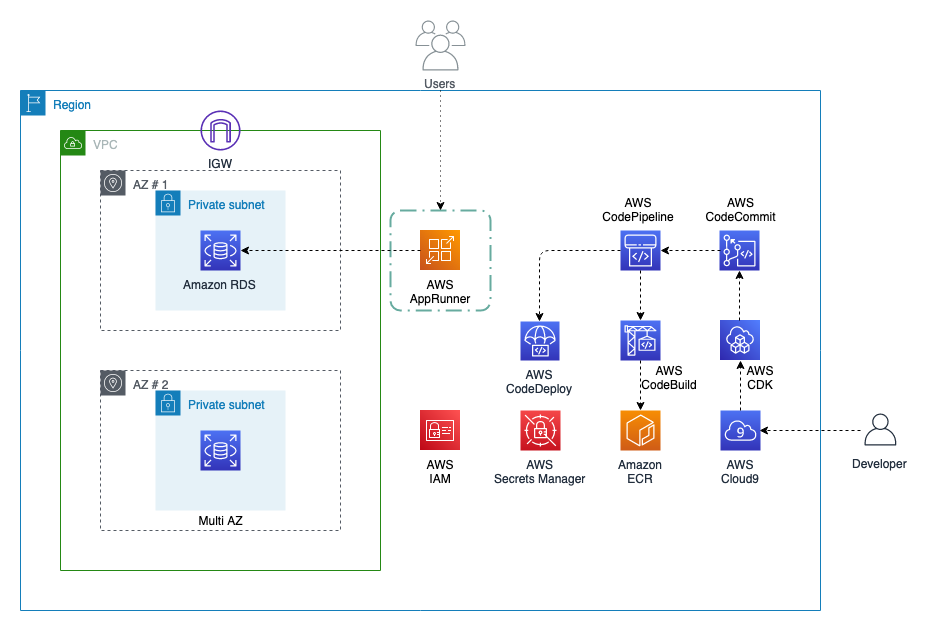 Users
Region
VPC
IGW
AZ # 1
Private subnet
Amazon RDS
AWS
AppRunner
AWS
CodePipeline
AWS
CodeCommit
AWS
CodeDeploy
AWS
CodeBuild
AWS
CDK
AZ # 2
Private subnet
Multi AZ
AWS
IAM
AWS
Secrets Manager
Amazon
ECR
9
AWS
Cloud9
Developer